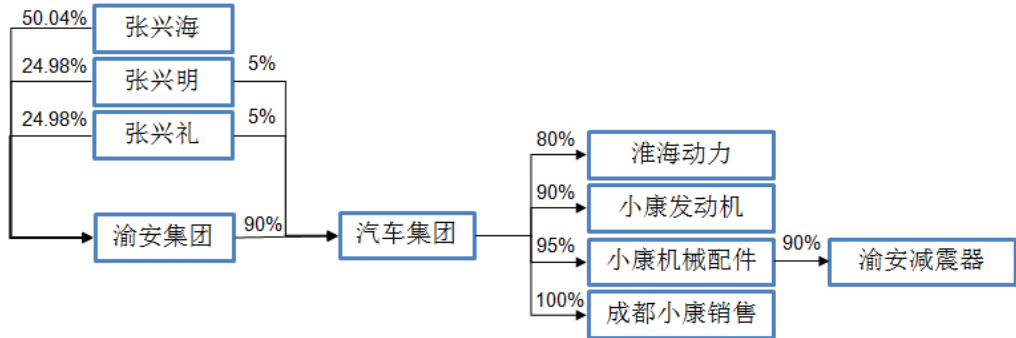 50.04%
张兴海
24.98%
张兴明
5%
24.98%
张兴礼
5%
80%
淮海动力
90%
小康发动机
渝安集团
90%
汽车集团
95%
小康机械配件
90%
渝安减震器
100%
成都小康销售